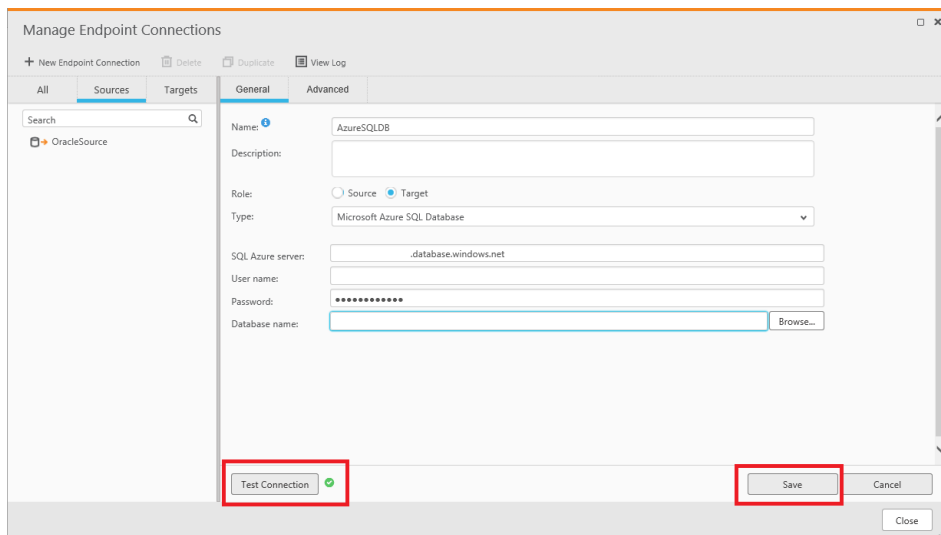 Manage Endpoint Connections
New Endpoint Connection Delete Duplicate View Log
All Sources Targets General Advanced
Search
OracleSource
Name: AzureSQLDB
Description:
Role: Source Target
Type: Microsoft Azure SQL Database
SQL Azure server: .database.windows.net
User name:
Password: ••••••••••••
Database name: Browse...
Test Connection Save Cancel
Close